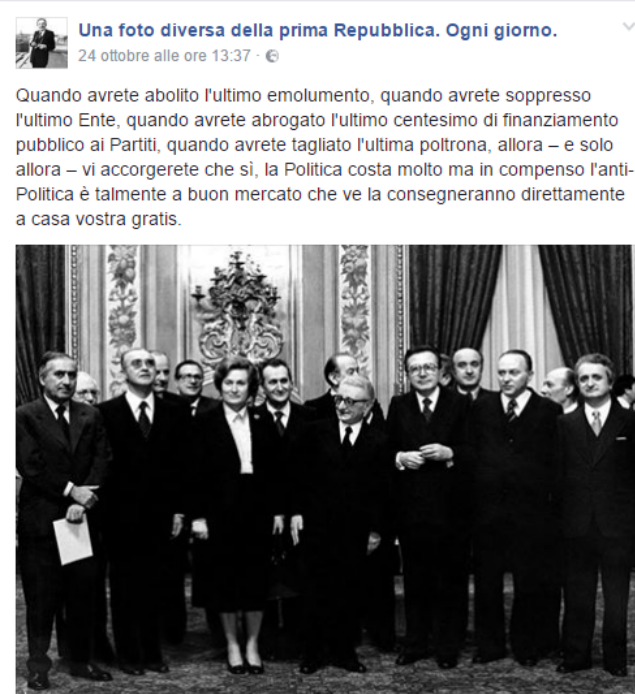 Una foto diversa della prima Repubblica. Ogni giorno.
24 ottobre alle ore 13:37 ·
Quando avrete abolito l'ultimo emolumento, quando avrete soppresso
l'ultimo Ente, quando avrete abrogato l'ultimo centesimo di finanziamento
pubblico ai Partiti, quando avrete tagliato l'ultima poltrona, allora – e solo
allora – vi accorgerete che sì, la Politica costa molto ma in compenso l'anti-
Politica è talmente a buon mercato che ve la consegneranno direttamente
a casa vostra gratis.